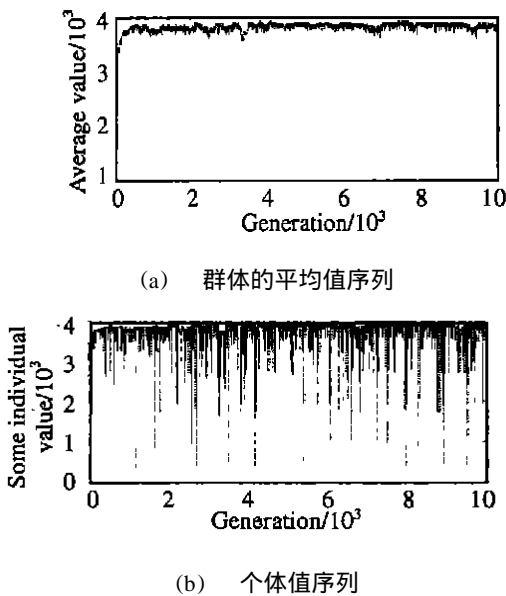 Average value/10³
4
3
2
1
0 2 4 6 8 10
Generation/10³
(a) 群体的平均值序列
Some individual
value/10³
4
3
2
1
0
0 2 4 6 8 10
Generation/10³
(b) 个体值序列